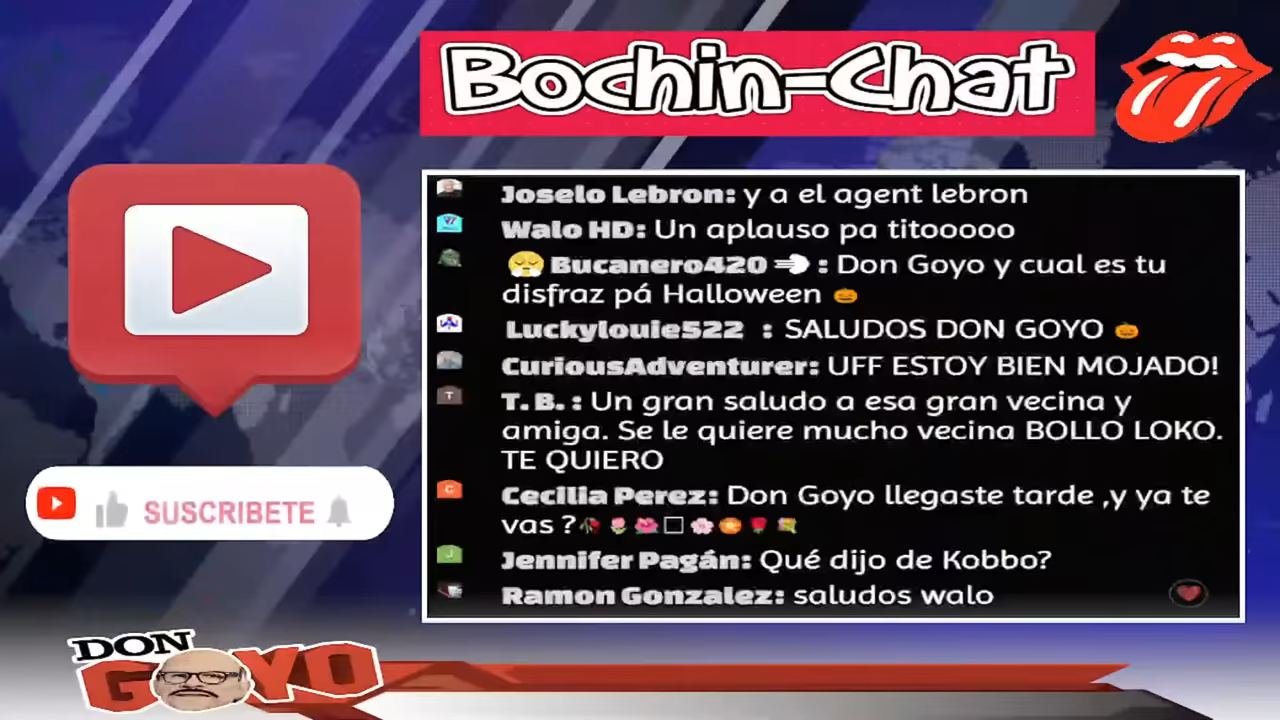 Bochin-Chat
Joselo Lebron: y a el agent lebron
Walo HD: Un aplauso pa titooooo
😤Bucanero420💨 : Don Goyo y cual es tu
disfraz pá Halloween 🎃
Luckylouie522 : SALUDOS DON GOYO 🎃
CuriousAdventurer: UFF ESTOY BIEN MOJADO!
T. B. : Un gran saludo a esa gran vecina y
amiga. Se le quiere mucho vecina BOLLO LOKO.
TE QUIERO
Cecilia Perez: Don Goyo llegaste tarde ,y ya te
vas ?🥀🌷🌺□🌸🏵️🌹💐
Jennifer Pagán: Qué dijo de Kobbo?
Ramon Gonzalez: saludos walo
SUSCRIBETE
DON
GOYO